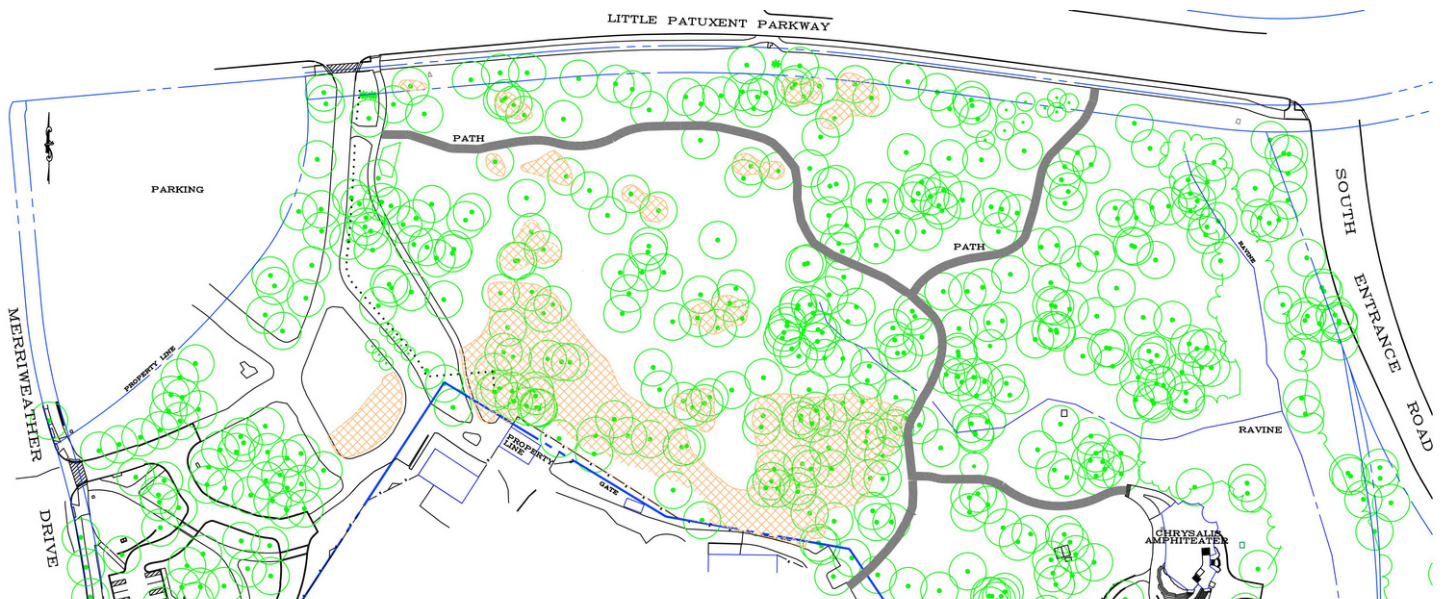 LITTLE PATUXENT PARKWAY
PATH
PARKING
SOUTH ENTRANCE ROAD
PATH
RAVINE
MERRIWEATHER DRIVE
PROPERTY LINE
RAVINE
PROPERTY
LINE
GATE
CHRYSALIS
AMPHITEATER